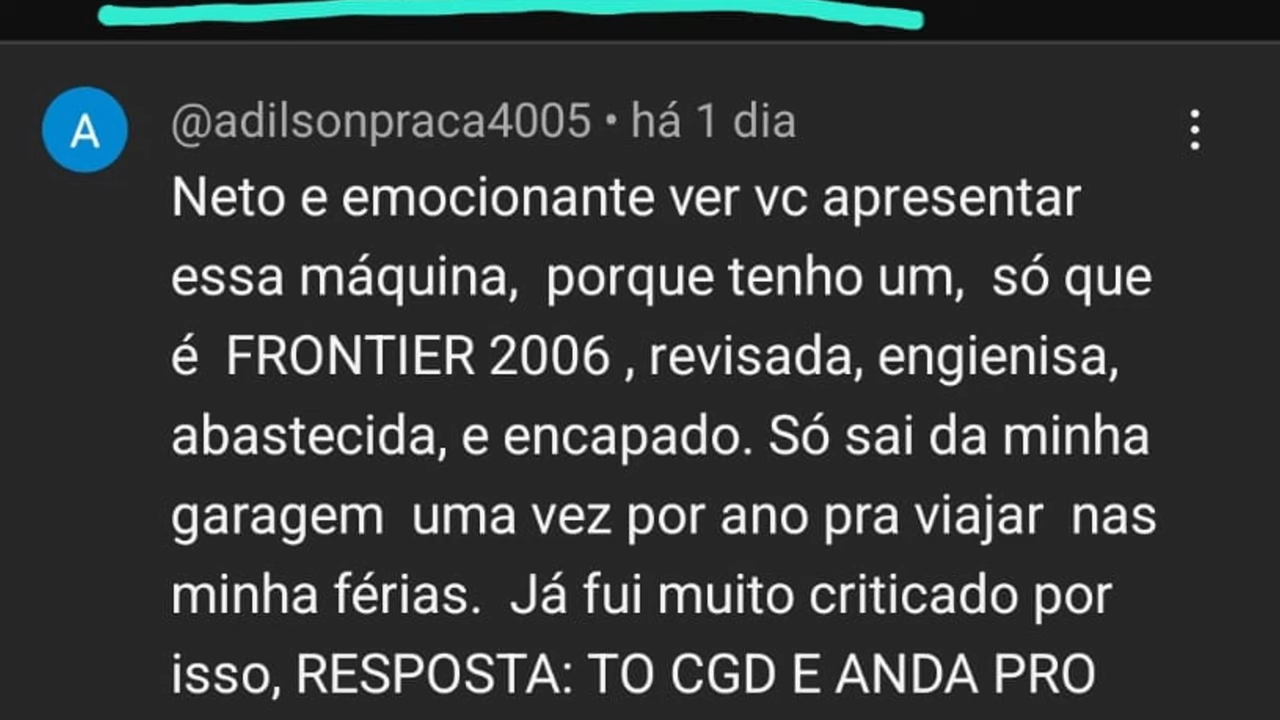 A
@adilsonpraca4005 • há 1 dia
Neto e emocionante ver vc apresentar
essa máquina, porque tenho um, só que
é FRONTIER 2006 , revisada, engienisa,
abastecida, e encapado. Só sai da minha
garagem uma vez por ano pra viajar nas
minha férias. Já fui muito criticado por
isso, RESPOSTA: TO CGD E ANDA PRO